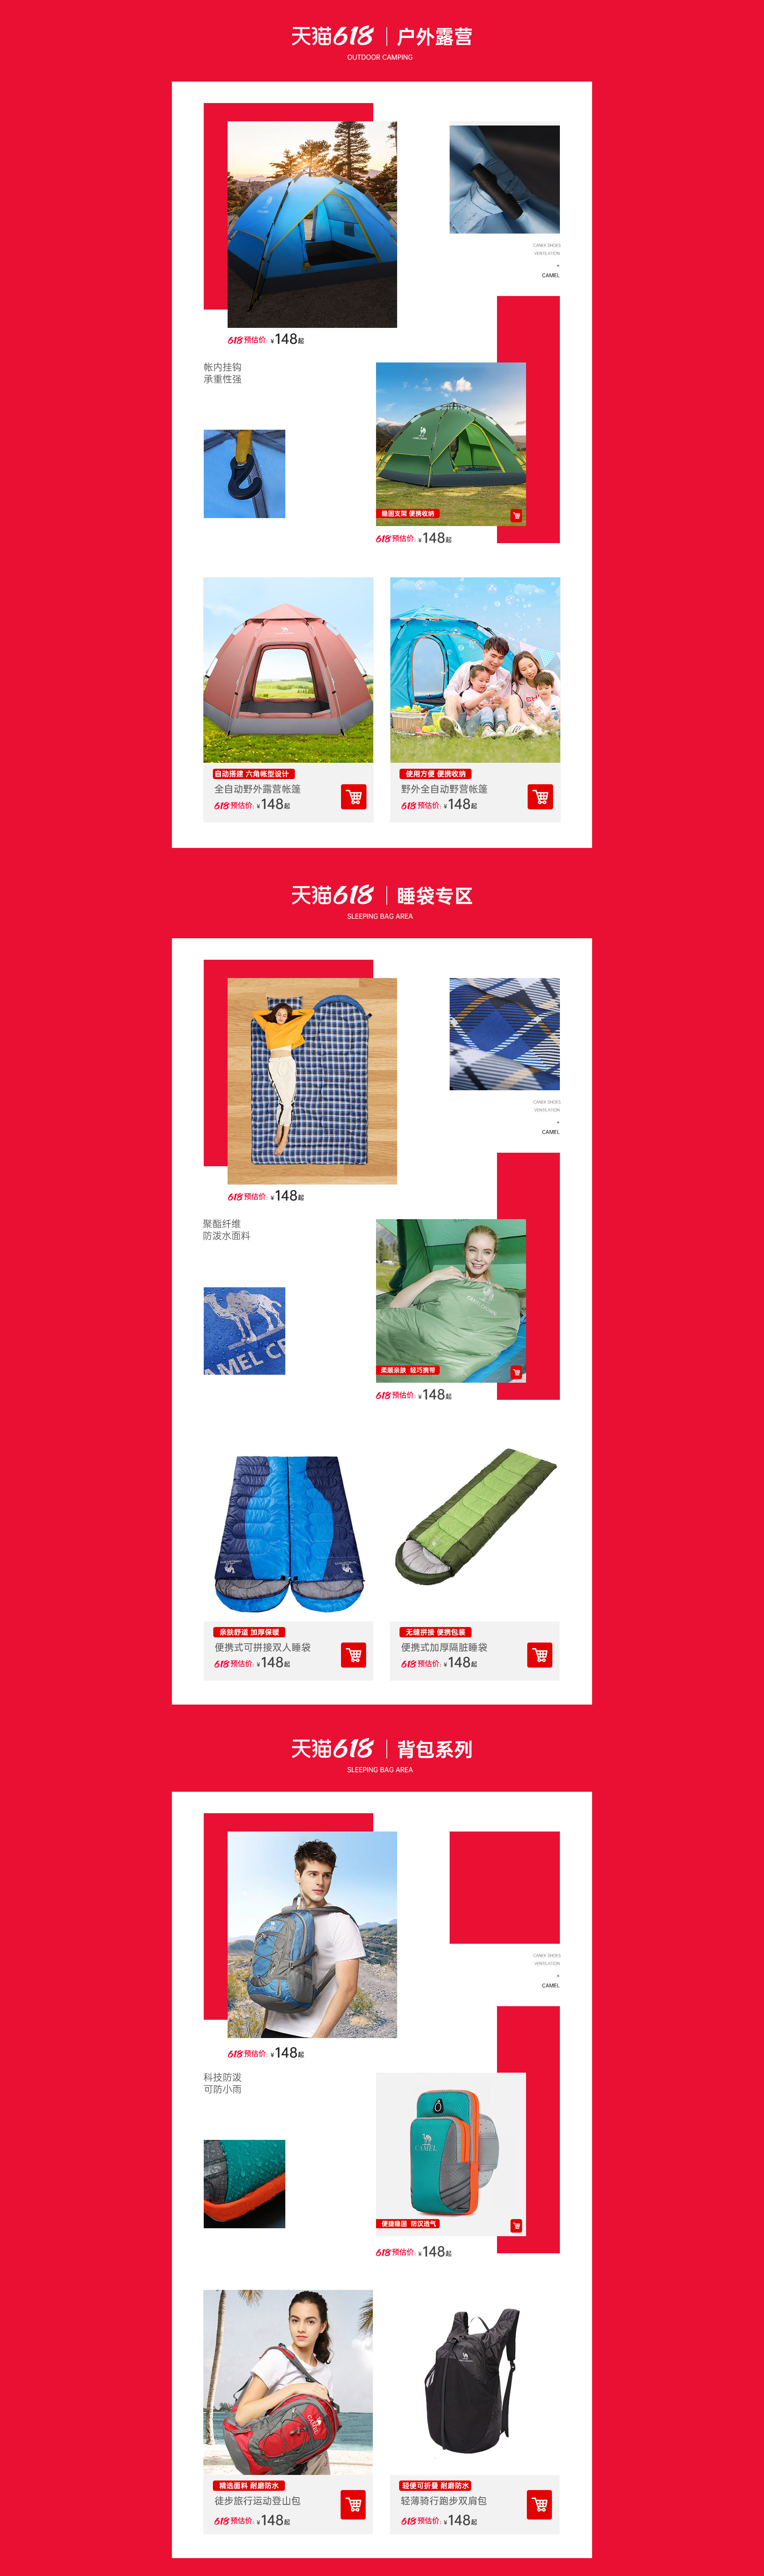 天猫618 | 户外露营
OUTDOOR CAMPING
CANEK SHOES
VENTILATION
CAMEL
618 预估价: ¥148起
帐内挂钩
承重性强
稳固支架 便携收纳
618 预估价: ¥148起
自动搭建 六角帐型设计
全自动野外露营帐篷
618 预估价: ¥148起
使用方便 便携收纳
野外全自动野营帐篷
618 预估价: ¥148起
天猫618 | 睡袋专区
SLEEPING BAG AREA
CANEK SHOES
VENTILATION
CAMEL
618 预估价: ¥148起
聚酯纤维
防泼水面料
AMEL CR
柔顺亲肤 轻巧携带
618 预估价: ¥148起
亲肤舒适 加厚保暖
便携式可拼接双人睡袋
618 预估价: ¥148起
无缝拼接 便携包装
便携式加厚隔脏睡袋
618 预估价: ¥148起
天猫618 | 背包系列
SLEEPING BAG AREA
CANEK SHOES
VENTILATION
CAMEL
618 预估价: ¥148起
科技防泼
可防小雨
CAMEL
便捷稳固 防汉透气
618 预估价: ¥148起
CAMEL
精选面料 耐磨防水
徒步旅行运动登山包
618 预估价: ¥148起
轻便可折叠 耐磨防水
轻薄骑行跑步双肩包
618 预估价: ¥148起